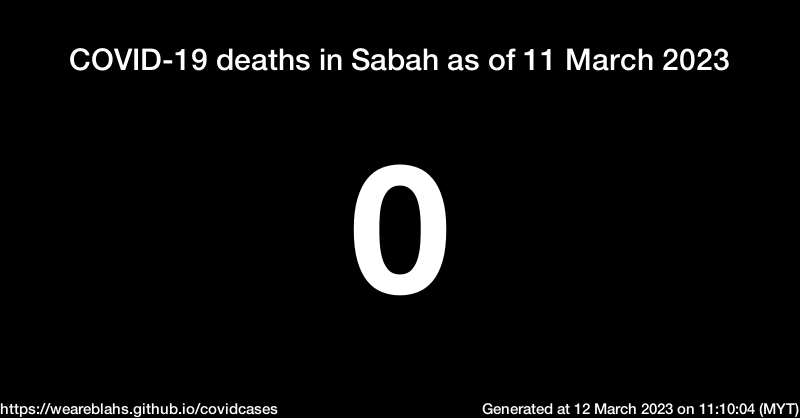 COVID-19 deaths in Sabah as of 11 March 2023
0
https://weareblahs.github.io/covidcases
Generated at 12 March 2023 on 11:10:04 (MYT)